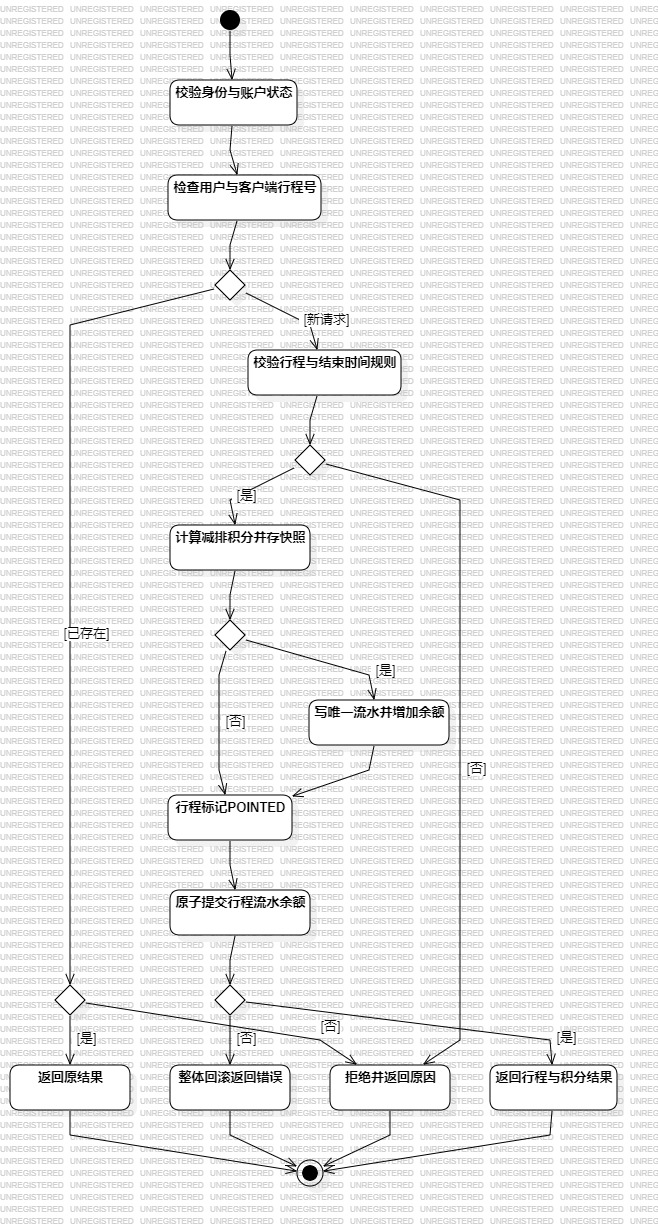 校验身份与账户状态
检查用户与客户端行程号
[新请求]
校验行程与结束时间规则
[是]
计算减排积分并存快照
[已存在]
[是]
写唯一流水并增加余额
[否]
[否]
行程标记POINTED
原子提交行程流水余额
[是]
[否]
[否]
[是]
返回原结果
整体回滚返回错误
拒绝并返回原因
返回行程与积分结果
UNREGISTERED